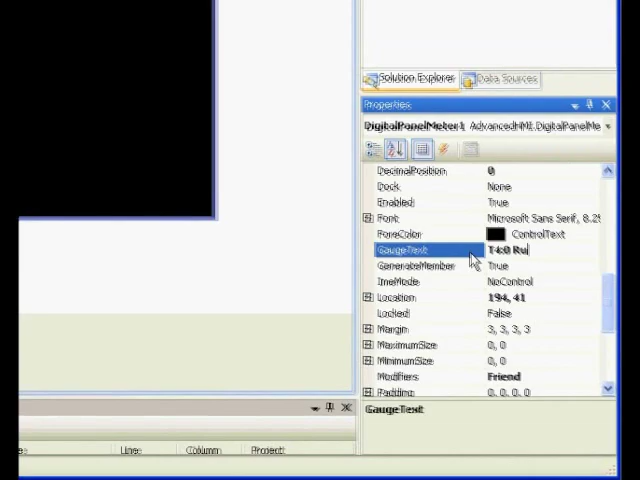 Solution Explorer Data Sources
Properties
DigitalPanelMeter1 AdvancedHMI.DigitalPanelMe
DecimalPosition 0
Dock None
Enabled True
Font Microsoft Sans Serif, 8.25
ForeColor ControlText
GaugeText T4:0 Ru
GenerateMember True
ImeMode NoControl
Location 194, 41
Locked False
Margin 3, 3, 3, 3
MaximumSize 0, 0
MinimumSize 0, 0
Modifiers Friend
Padding 0, 0, 0, 0
GaugeText
Line Column Project